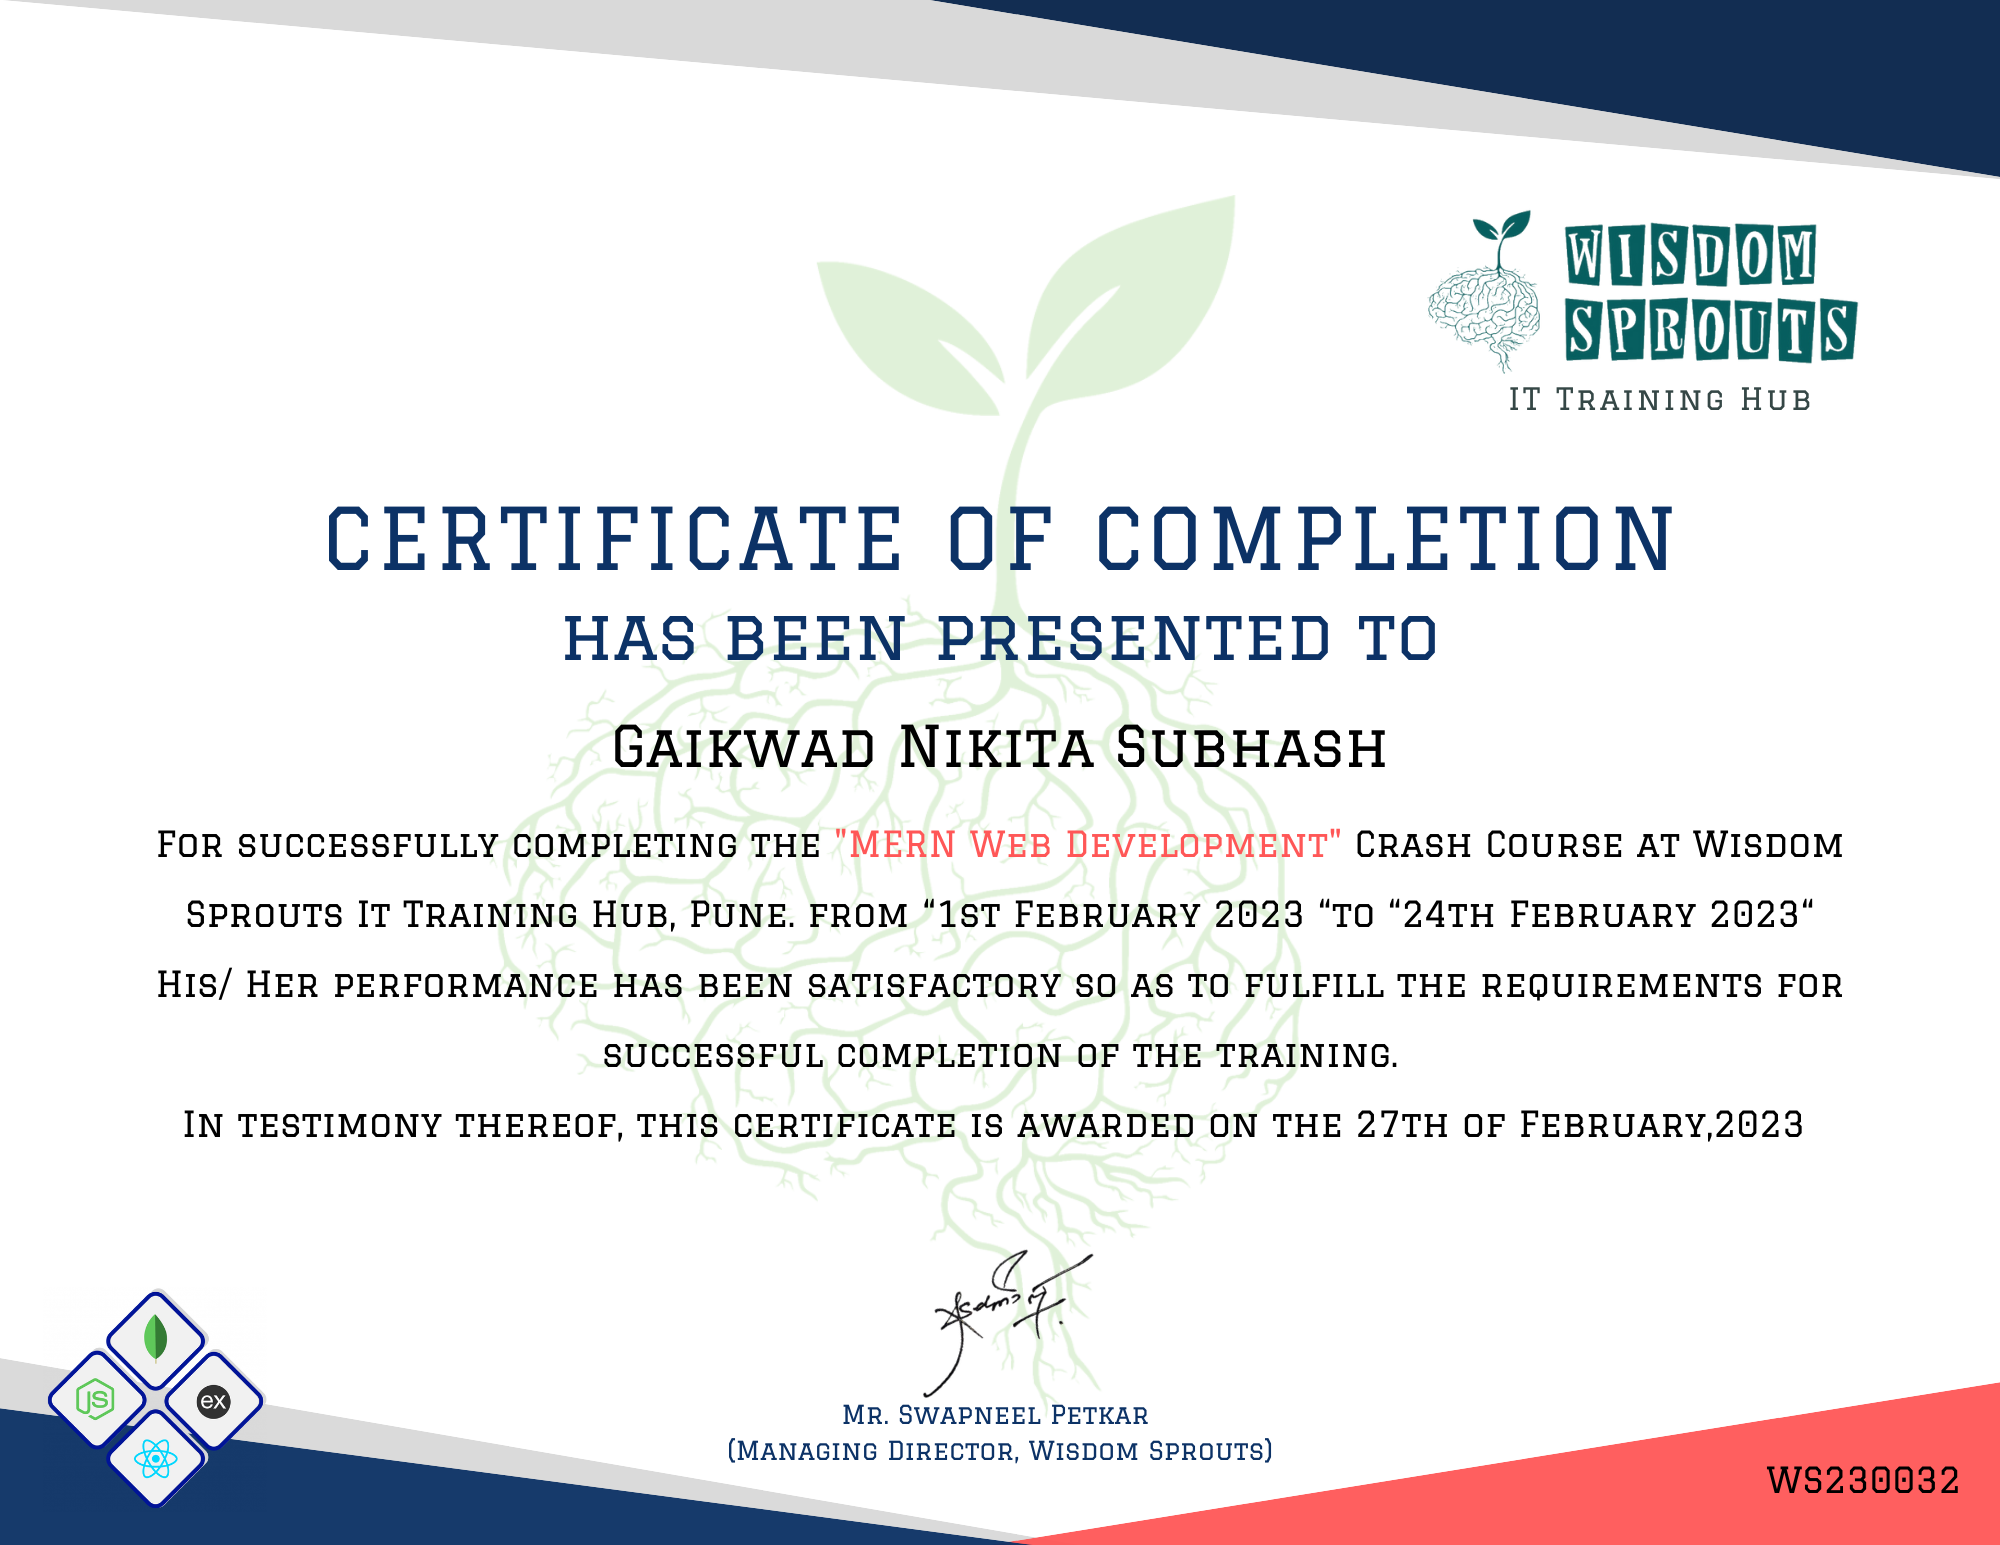 WISDOM
SPROUTS
IT Training Hub
CERTIFICATE OF COMPLETION
has been presented to
Gaikwad Nikita Subhash
For successfully completing the "MERN Web Development" Crash Course at Wisdom
Sprouts It Training Hub, Pune. from “1st February 2023 “to “24th February 2023“
His/ Her performance has been satisfactory so as to fulfill the requirements for
successful completion of the training.
In testimony thereof, this certificate is awarded on the 27th of February,2023
JS
ex
Mr. Swapneel Petkar
(Managing Director, Wisdom Sprouts)
WS230032